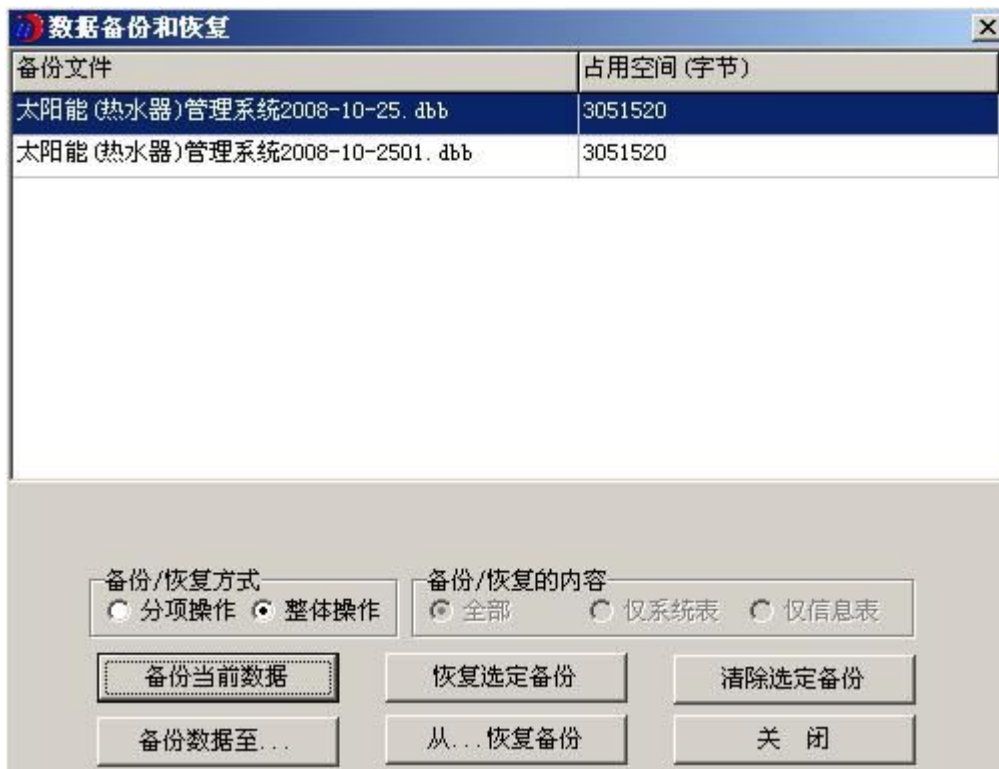 数据备份和恢复
备份文件 占用空间(字节)
太阳能(热水器)管理系统2008-10-25.dbb 3051520
太阳能(热水器)管理系统2008-10-2501.dbb 3051520
备份/恢复方式 备份/恢复的内容
分项操作 整体操作 全部 仅系统表 仅信息表
备份当前数据 恢复选定备份 清除选定备份
备份数据至... 从...恢复备份 关 闭